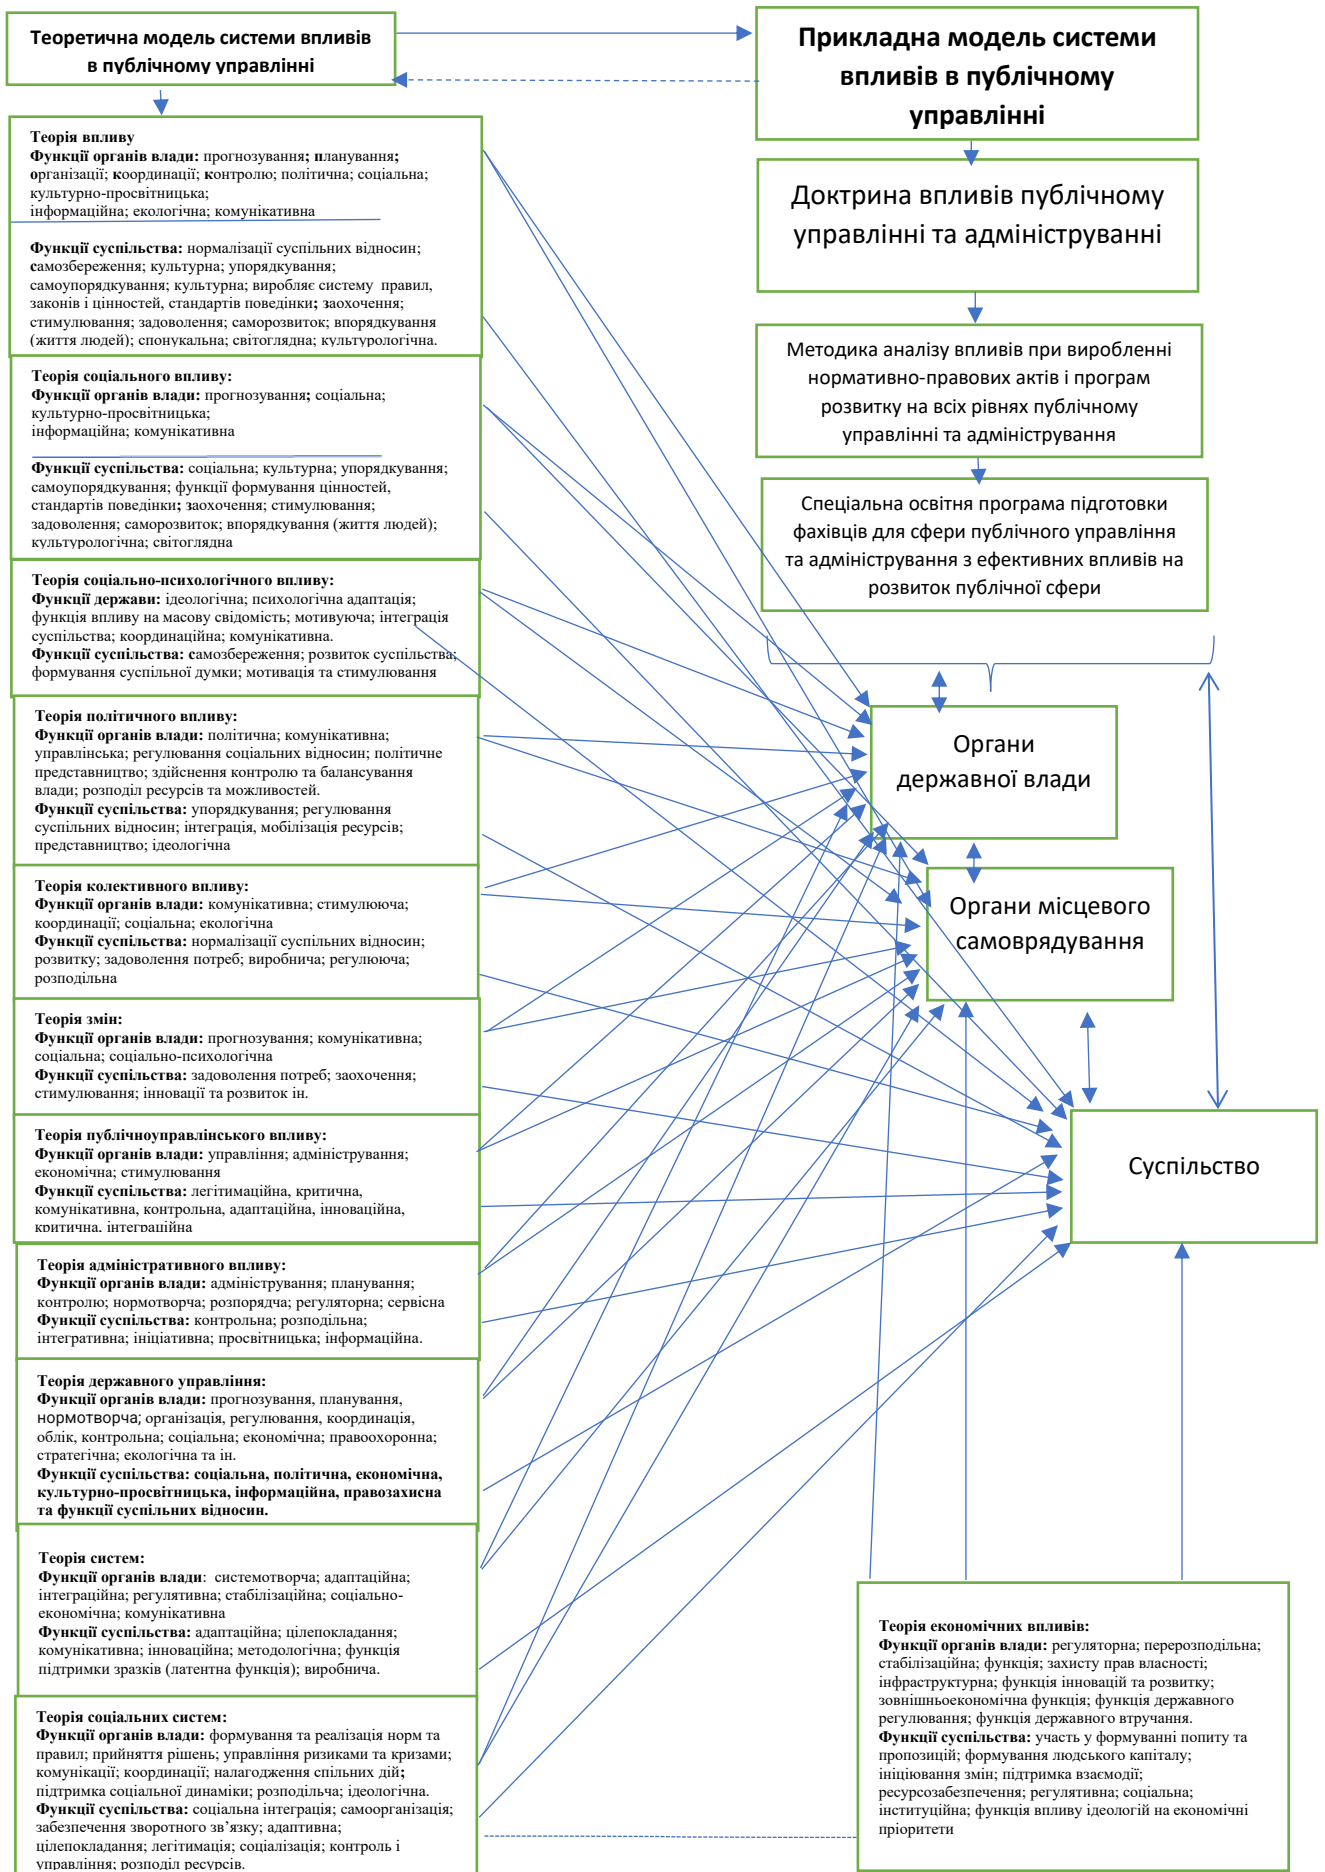 Теоретична модель системи впливів
в публічному управлінні
Прикладна модель системи
впливів в публічному
управлінні
Теорія впливу
Функції органів влади: прогнозування; планування;
організації; координації; контролю; політична; соціальна;
культурно-просвітницька;
інформаційна; екологічна; комунікативна
Функції суспільства: нормалізації суспільних відносин;
самозбереження; культурна; упорядкування;
самоупорядкування; культурна; виробляє систему правил,
законів і цінностей, стандартів поведінки; заохочення;
стимулювання; задоволення; саморозвиток; впорядкування
(життя людей); спонукальна; світоглядна; культурологічна.
Теорія соціального впливу:
Функції органів влади: прогнозування; соціальна;
культурно-просвітницька;
інформаційна; комунікативна
Функції суспільства: соціальна; культурна; упорядкування;
самоупорядкування; функції формування цінностей,
стандартів поведінки; заохочення; стимулювання;
задоволення; саморозвиток; впорядкування (життя людей);
культурологічна; світоглядна
Теорія соціально-психологічного впливу:
Функції держави: ідеологічна; психологічна адаптація;
функція впливу на масову свідомість; мотивуюча; інтеграція
суспільства; координаційна; комунікативна.
Функції суспільства: самозбереження; розвиток суспільства;
формування суспільної думки; мотивація та стимулювання
Теорія політичного впливу:
Функції органів влади: політична; комунікативна;
управлінська; регулювання соціальних відносин; політичне
представництво; здійснення контролю та балансування
влади; розподіл ресурсів та можливостей.
Функції суспільства: упорядкування; регулювання
суспільних відносин; інтеграція, мобілізація ресурсів;
представництво; ідеологічна
Теорія колективного впливу:
Функції органів влади: комунікативна; стимулююча;
координації; соціальна; екологічна
Функції суспільства: нормалізації суспільних відносин;
розвитку; задоволення потреб; виробнича; регулююча;
розподільна
Теорія змін:
Функції органів влади: прогнозування; комунікативна;
соціальна; соціально-психологічна
Функції суспільства: задоволення потреб; заохочення;
стимулювання; інновації та розвиток ін.
Теорія публічноуправлінського впливу:
Функції органів влади: управління; адміністрування;
економічна; стимулювання
Функції суспільства: легітимаційна, критична,
комунікативна, контрольна, адаптаційна, інноваційна,
критична, інтеграційна
Теорія адміністративного впливу:
Функції органів влади: адміністрування; планування;
контролю; нормотворча; розпорядча; регуляторна; сервісна
Функції суспільства: контрольна; розподільна;
інтегративна; ініціативна; просвітницька; інформаційна.
Теорія державного управління:
Функції органів влади: прогнозування, планування,
нормотворча; організація, регулювання, координація,
облік, контрольна; соціальна; економічна; правоохоронна;
стратегічна; екологічна та ін.
Функції суспільства: соціальна, політична, економічна,
культурно-просвітницька, інформаційна, правозахисна
та функції суспільних відносин.
Теорія систем:
Функції органів влади: системотворча; адаптаційна;
інтеграційна; регулятивна; стабілізаційна; соціально-
економічна; комунікативна
Функції суспільства: адаптаційна; цілепокладання;
комунікативна; інноваційна; методологічна; функція
підтримки зразків (латентна функція); виробнича.
Теорія соціальних систем:
Функції органів влади: формування та реалізація норм та
правил; прийняття рішень; управління ризиками та кризами;
комунікації; координації; налагодження спільних дій;
підтримка соціальної динаміки; розподільча; ідеологічна.
Функції суспільства: соціальна інтеграція; самоорганізація;
забезпечення зворотного зв’язку; адаптивна;
цілепокладання; легітимація; соціалізація; контроль і
управління; розподіл ресурсів.
Доктрина впливів публічному
управлінні та адмініструванні
Методика аналізу впливів при виробленні
нормативно-правових актів і програм
розвитку на всіх рівнях публічному
управлінні та адміністрування
Спеціальна освітня програма підготовки
фахівців для сфери публічного управління
та адміністрування з ефективних впливів на
розвиток публічної сфери
Органи
державної влади
Органи місцевого
самоврядування
Суспільство
Теорія економічних впливів:
Функції органів влади: регуляторна; перерозподільна;
стабілізаційна; функція; захисту прав власності;
інфраструктурна; функція інновацій та розвитку;
зовнішньоекономічна функція; функція державного
регулювання; функція державного втручання.
Функції суспільства: участь у формуванні попиту та
пропозицій; формування людського капіталу;
ініціювання змін; підтримка взаємодії;
ресурсозабезпечення; регулятивна; соціальна;
інституційна; функція впливу ідеологій на економічні
пріоритети